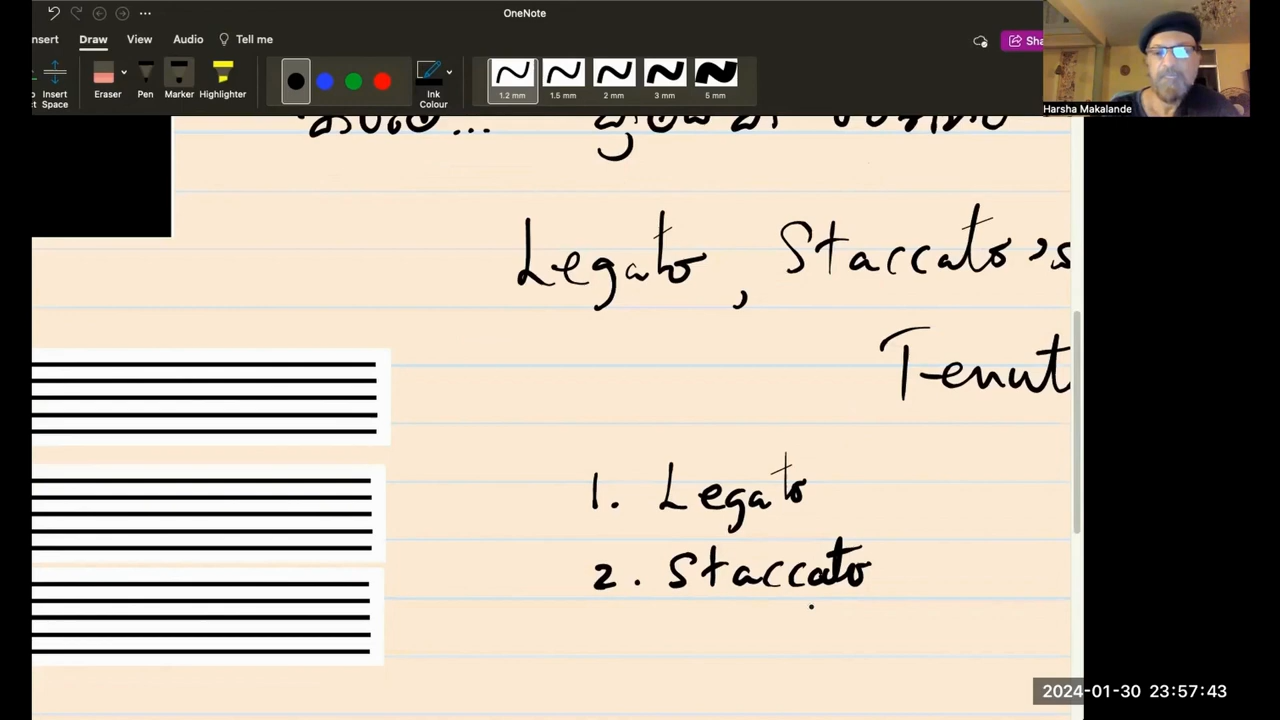 OneNote
nsert Draw View Audio Tell me
Sha
Insert Space
Eraser
Pen
Marker
Highlighter
Ink Colour
1.2 mm
1.5 mm
2 mm
3 mm
5 mm
Harsha Makalande
Legato, Staccato
Tenut
1. Legato
2. Staccato
2024-01-30 23:57:43